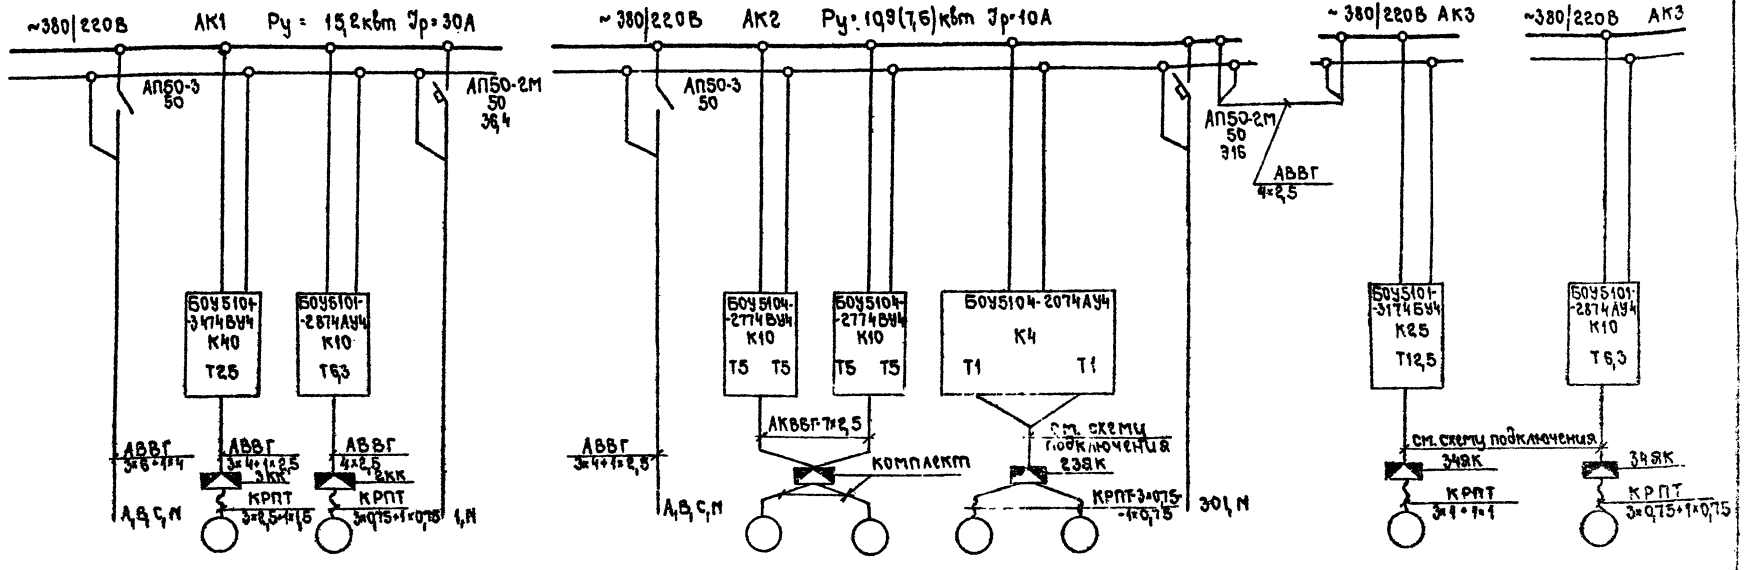 ~380/220В АК1 Ру = 15,2квт Jр=30А
АП50-3
50
АП50-2М
50
36,4
БОУ5101-
-3474ВУ4
К40
Т25
БОУ5101-
-2874АУ4
К10
Т6,3
АВВГ
3×6+1×4
АВВГ
3×4+1×2,5
3КК
КРПТ
3×2,5+1×1,5
АВВГ
4×2,5
2КК
КРПТ
3×0,75+1×0,75
А,В,С,N
1,N
~380/220В АК2 Ру=10,9(7,6)квт Jр=10А
АП50-3
50
АП50-2М
50
Э16
АВВГ
4×2,5
БОУ5104-
-2774ВУ4
К10
Т5 Т5
БОУ5104-
-2774ВУ4
К10
Т5 Т5
БОУ5104-2074АУ4
К4
Т1 Т1
АВВГ
3×4+1×2,5
АКВВГ-7×2,5
комплект
см. схему
подключения
23ЯК
КРПТ-3×0,75-
-1×0,75
А,В,С,N
301,N
~380/220В АК3
БОУ5101-
-3174БУ4
К25
Т12,5
~380/220В АК3
БОУ5101-
-2874АУ4
К10
Т6,3
см. схему подключения
34ЯК
КРПТ
3×1+1×1
34ЯК
КРПТ
3×0,75+1×0,75